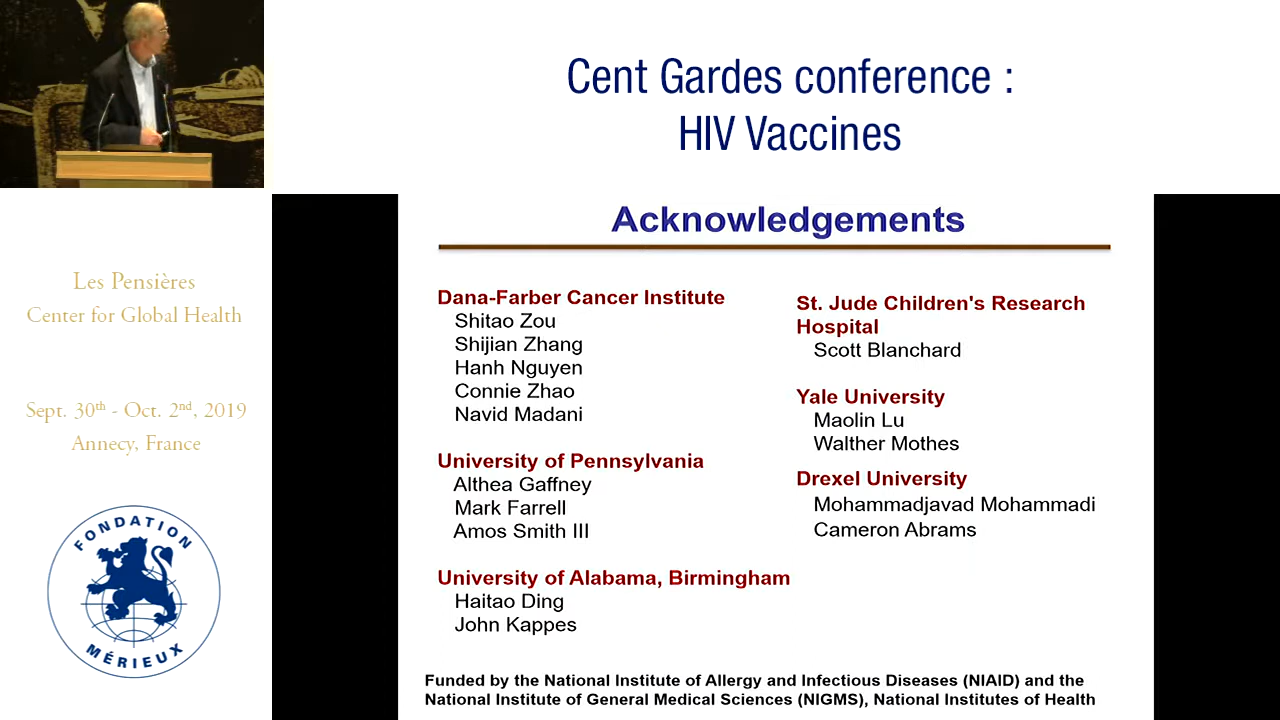 Cent Gardes conference :
HIV Vaccines
Les Pensières
Center for Global Health
Sept. 30th - Oct. 2nd, 2019
Annecy, France
FONDATION
MÉRIEUX
Acknowledgements
Dana-Farber Cancer Institute
Shitao Zou
Shijian Zhang
Hanh Nguyen
Connie Zhao
Navid Madani
University of Pennsylvania
Althea Gaffney
Mark Farrell
Amos Smith III
University of Alabama, Birmingham
Haitao Ding
John Kappes
St. Jude Children's Research
Hospital
Scott Blanchard
Yale University
Maolin Lu
Walther Mothes
Drexel University
Mohammadjavad Mohammadi
Cameron Abrams
Funded by the National Institute of Allergy and Infectious Diseases (NIAID) and the
National Institute of General Medical Sciences (NIGMS), National Institutes of Health